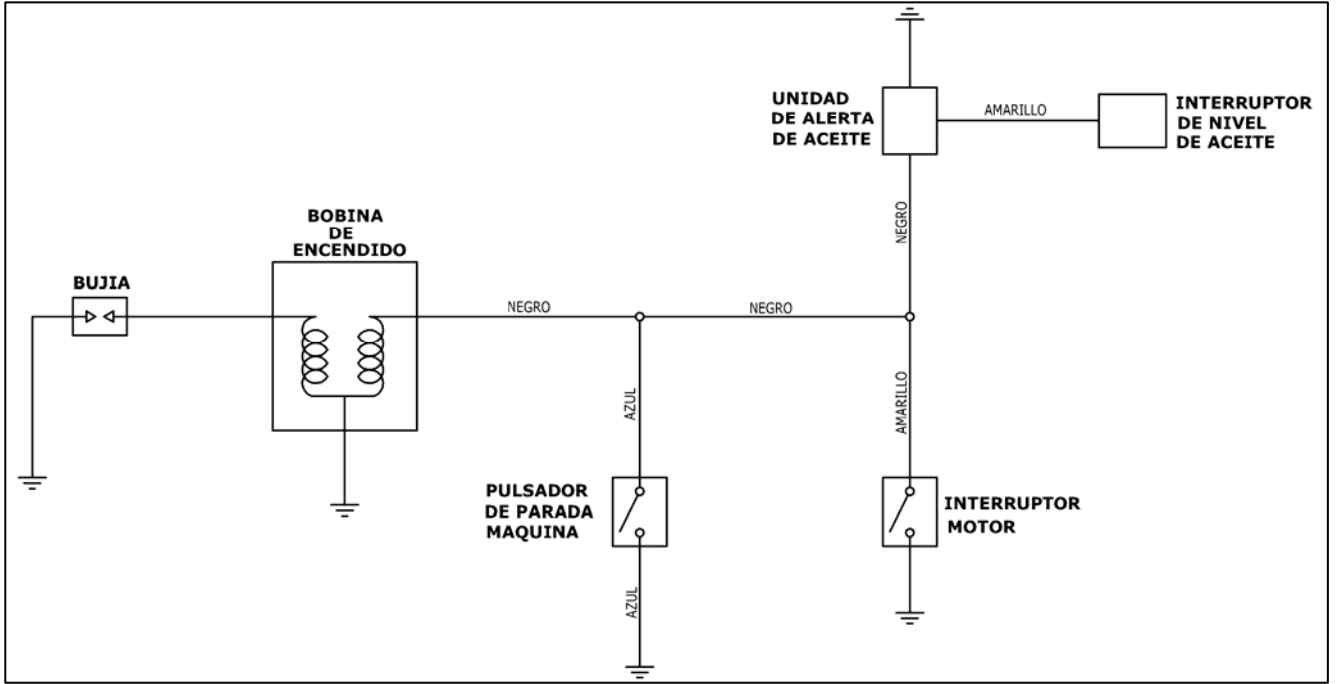 UNIDAD
DE ALERTA
DE ACEITE
AMARILLO
INTERRUPTOR
DE NIVEL
DE ACEITE
NEGRO
BOBINA
DE
ENCENDIDO
BUJIA
NEGRO
NEGRO
AZUL
AMARILLO
PULSADOR
DE PARADA
MAQUINA
INTERRUPTOR
MOTOR
AZUL